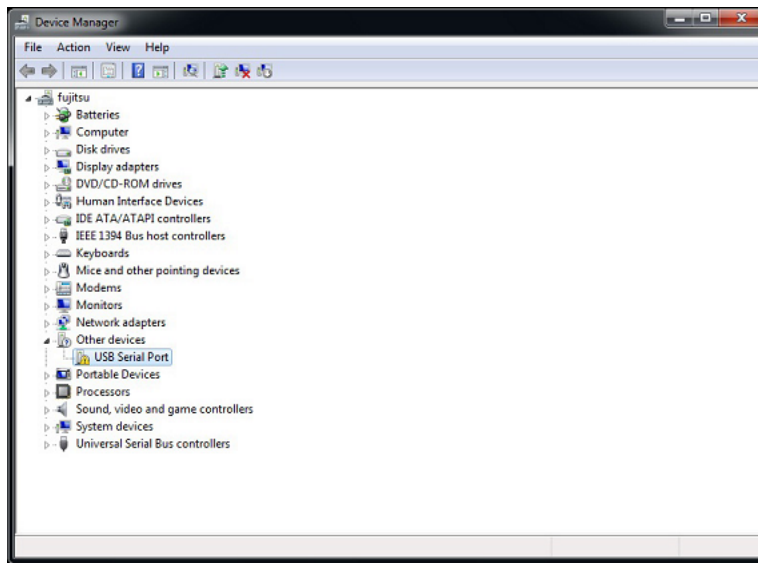 Device Manager
File Action View Help
fujitsu
Batteries
Computer
Disk drives
Display adapters
DVD/CD-ROM drives
Human Interface Devices
IDE ATA/ATAPI controllers
IEEE 1394 Bus host controllers
Keyboards
Mice and other pointing devices
Modems
Monitors
Network adapters
Other devices
USB Serial Port
Portable Devices
Processors
Sound, video and game controllers
System devices
Universal Serial Bus controllers